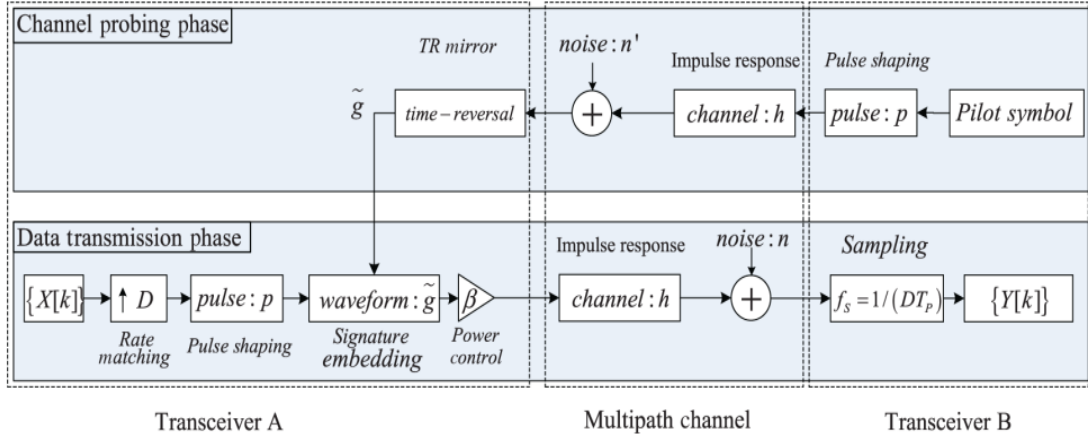 Channel probing phase
TR mirror
noise:n'
Impulse response
Pulse shaping
g̃
time-reversal
+
channel:h
pulse:p
Pilot symbol
Data transmission phase
Impulse response
noise:n
Sampling
{X[k]}
↑ D
pulse:p
waveform:g̃
β
channel:h
+
f_S=1/(DT_P)
{Y[k]}
Rate matching
Pulse shaping
Signature embedding
Power control
Transceiver A
Multipath channel
Transceiver B